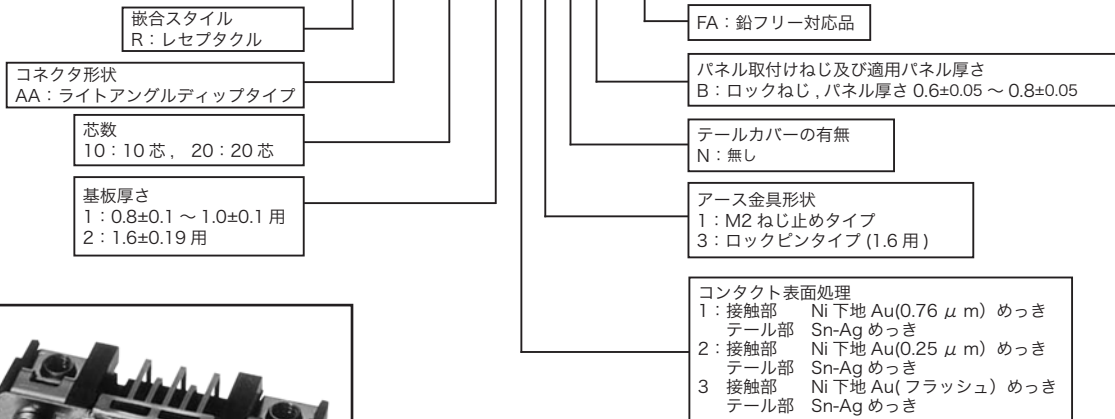 嵌合スタイル
R：レセプタクル
コネクタ形状
AA：ライトアングルディップタイプ
芯数
10：10 芯 , 20：20 芯
基板厚さ
1：0.8±0.1 ～ 1.0±0.1 用
2：1.6±0.19 用
FA：鉛フリー対応品
パネル取付けねじ及び適用パネル厚さ
B：ロックねじ , パネル厚さ 0.6±0.05 ～ 0.8±0.05
テールカバーの有無
N：無し
アース金具形状
1：M2 ねじ止めタイプ
3：ロックピンタイプ (1.6 用 )
コンタクト表面処理
1：接触部 Ni 下地 Au(0.76 μ m）めっき
テール部 Sn-Ag めっき
2：接触部 Ni 下地 Au(0.25 μ m）めっき
テール部 Sn-Ag めっき
3 接触部 Ni 下地 Au( フラッシュ）めっき
テール部 Sn-Ag めっき